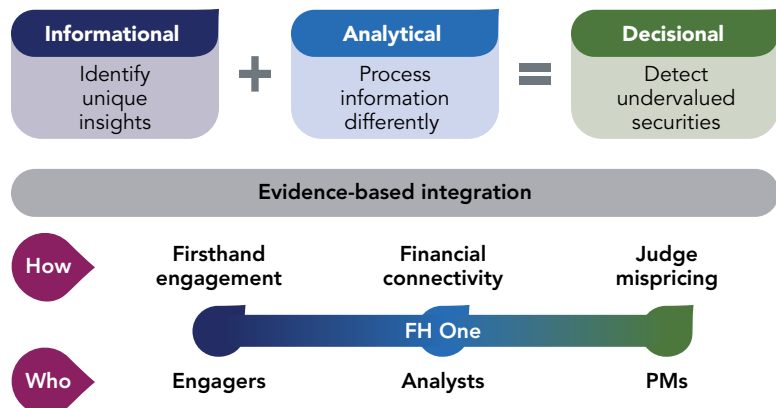 Informational
Identify
unique
insights
+
Analytical
Process
information
differently
=
Decisional
Detect
undervalued
securities
Evidence-based integration
How
Firsthand
engagement
Financial
connectivity
Judge
mispricing
FH One
Who
Engagers
Analysts
PMs